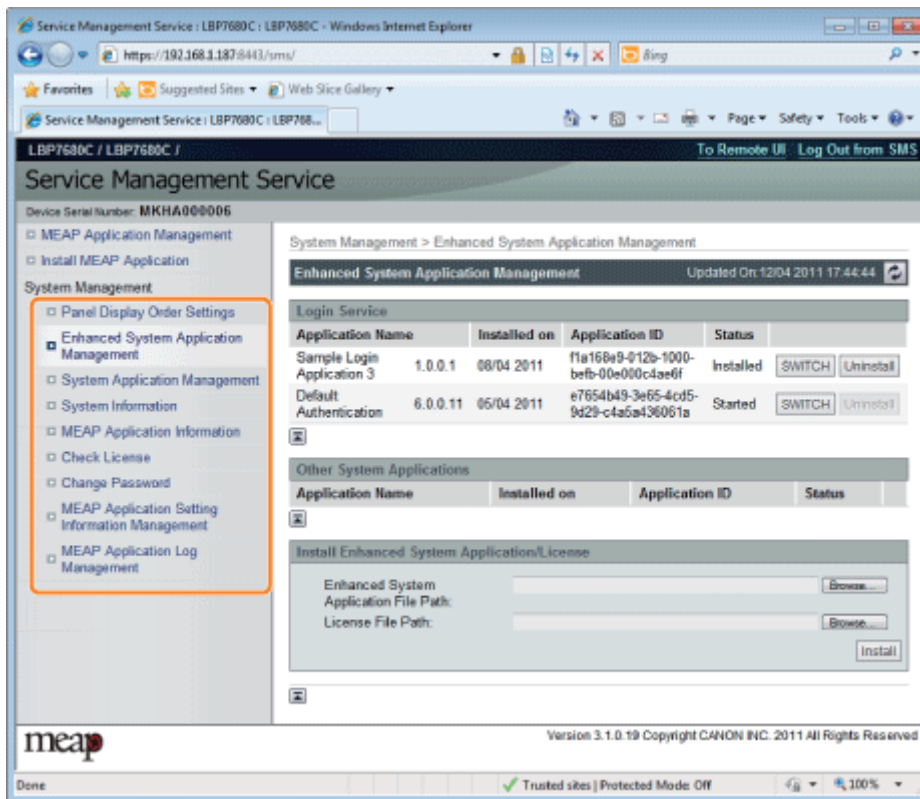 Service Management Service : LBP7680C : LBP7680C - Windows Internet Explorer
https://192.168.1.187:8443/sms/
Bing
Favorites
Suggested Sites
Web Slice Gallery
Service Management Service : LBP7680C : LBP768...
Page
Safety
Tools
LBP7680C / LBP7680C /
To Remote UI Log Out from SMS
Service Management Service
Device Serial Number: MKHA000006
MEAP Application Management
Install MEAP Application
System Management
Panel Display Order Settings
Enhanced System Application
Management
System Application Management
System Information
MEAP Application Information
Check License
Change Password
MEAP Application Setting
Information Management
MEAP Application Log
Management
System Management > Enhanced System Application Management
Enhanced System Application Management Updated On:12/04 2011 17:44:44
Login Service
Application Name Installed on Application ID Status
Sample Login
Application 3 1.0.0.1 08/04 2011 f1a168e9-012b-1000-
befb-00e000c4ae6f Installed SWITCH Uninstall
Default
Authentication 6.0.0.11 05/04 2011 e7654b49-3e65-4cd5-
9d29-c4a5a436061a Started SWITCH Uninstall
Other System Applications
Application Name Installed on Application ID Status
Install Enhanced System Application/License
Enhanced System
Application File Path:
Browse...
License File Path:
Browse...
Install
meap
Version 3.1.0.19 Copyright CANON INC. 2011 All Rights Reserved
Done
Trusted sites | Protected Mode: Off
100%